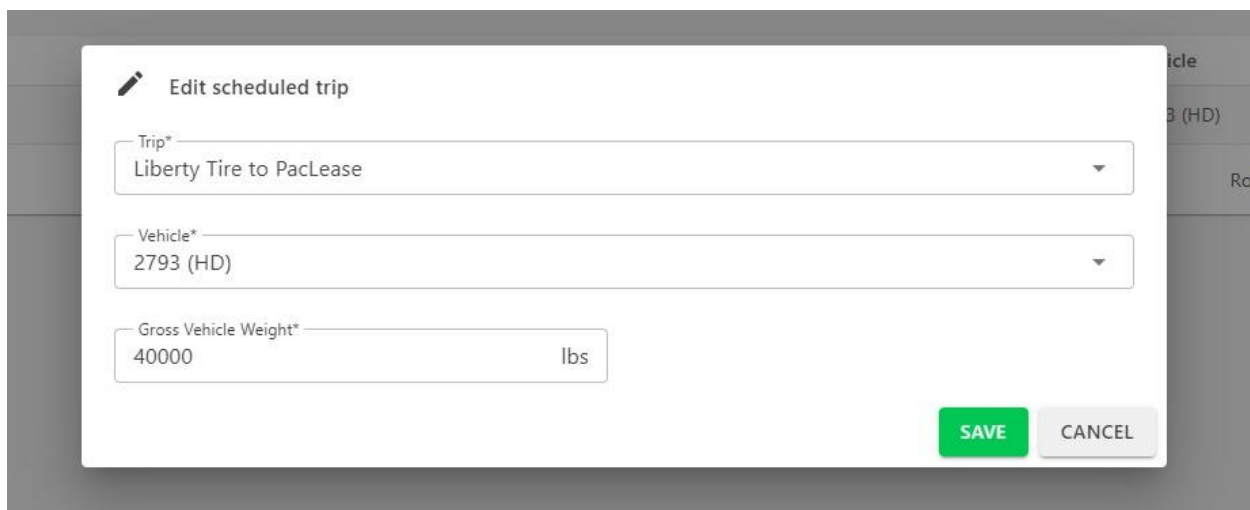 icle
Edit scheduled trip
3 (HD)
Trip*
Liberty Tire to PacLease
Ro
Vehicle*
2793 (HD)
Gross Vehicle Weight*
40000 lbs
SAVE CANCEL